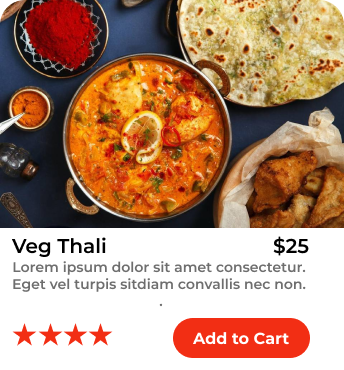 Veg Thali
$25
Lorem ipsum dolor sit amet consectetur.
Eget vel turpis sitdiam convallis nec non.
.
Add to Cart